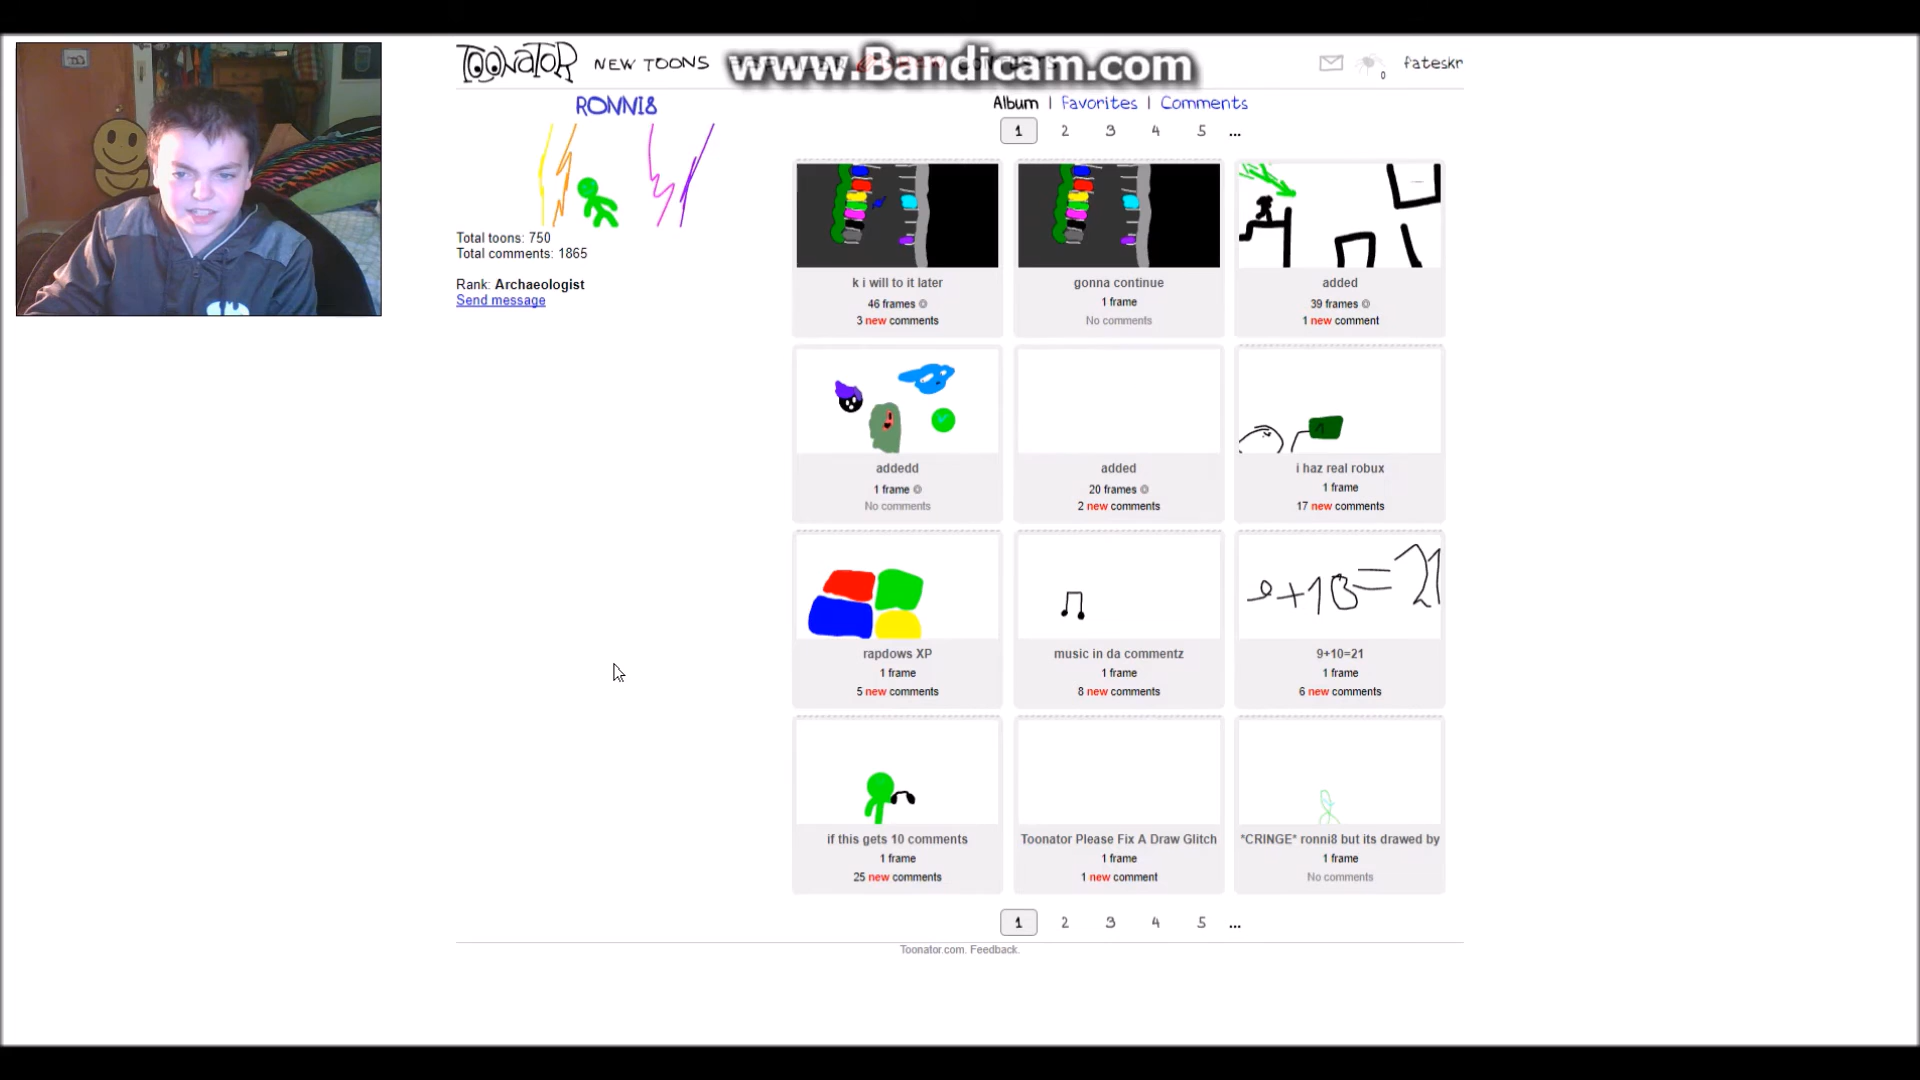 www.Bandicam.com
TOONATOR NEW TOONS
fateskr
0
RONNI8
Total toons: 750
Total comments: 1865
Rank: Archaeologist
Send message
Album | Favorites | Comments
1 2 3 4 5 ...
k i will to it later
46 frames
3 new comments
gonna continue
1 frame
No comments
added
39 frames
1 new comment
addedd
1 frame
No comments
added
20 frames
2 new comments
i haz real robux
1 frame
17 new comments
rapdows XP
1 frame
5 new comments
music in da commentz
1 frame
8 new comments
9+10=21
9+10=21
1 frame
6 new comments
if this gets 10 comments
1 frame
25 new comments
Toonator Please Fix A Draw Glitch
1 frame
1 new comment
*CRINGE* ronni8 but its drawed by
1 frame
No comments
1 2 3 4 5 ...
Toonator.com. Feedback.